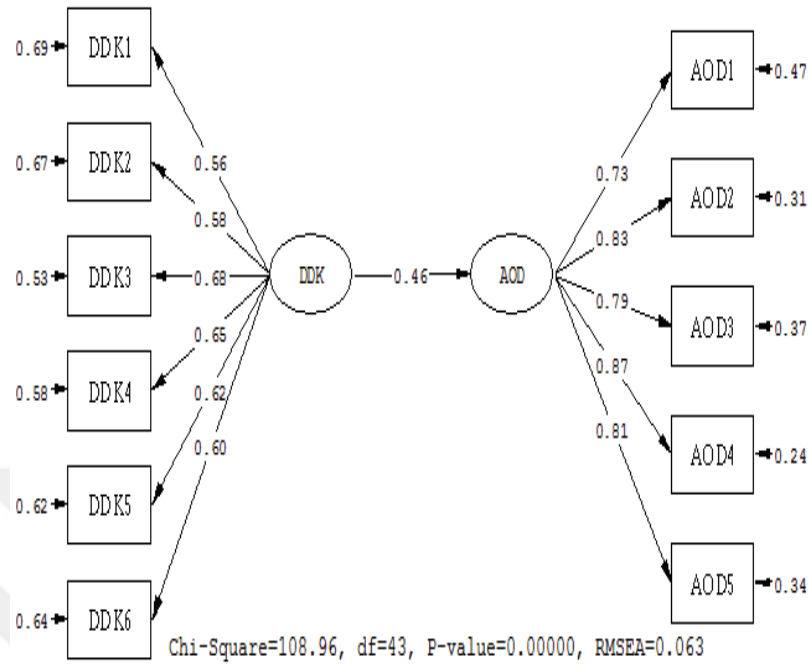 0.69 DDK1
0.67 DDK2
0.53 DDK3
0.58 DDK4
0.62 DDK5
0.64 DDK6
0.56
0.58
0.68
0.65
0.62
0.60
DDK
0.46
AOD
0.73
0.83
0.79
0.87
0.81
AOD1 0.47
AOD2 0.31
AOD3 0.37
AOD4 0.24
AOD5 0.34
Chi-Square=108.96, df=43, P-value=0.00000, RMSEA=0.063